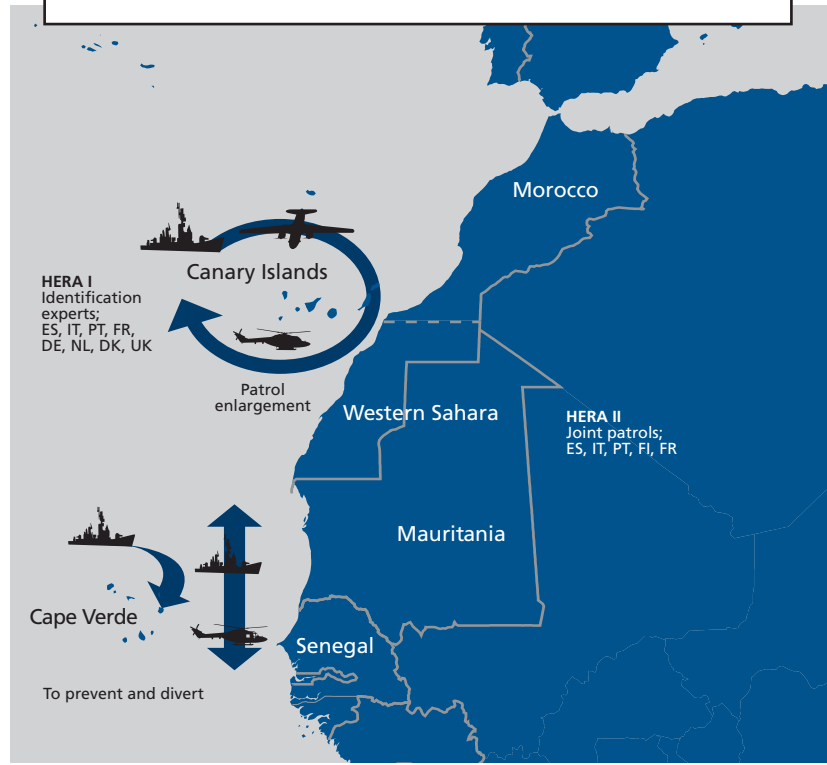 Morocco
Canary Islands
HERA I
Identification
experts;
ES, IT, PT, FR,
DE, NL, DK, UK
Patrol
enlargement
Western Sahara
HERA II
Joint patrols;
ES, IT, PT, FI, FR
Mauritania
Cape Verde
Senegal
To prevent and divert